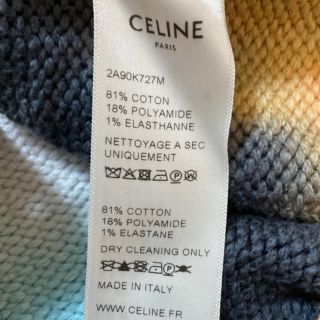 CELINE
PARIS
2A90K727M
81% COTON
18% POLYAMIDE
1% ELASTHANNE
NETTOYAGE A SEC
UNIQUEMENT
81% COTTON
18% POLYAMIDE
1% ELASTANE
DRY CLEANING ONLY
MADE IN ITALY
WWW.CELINE.FR